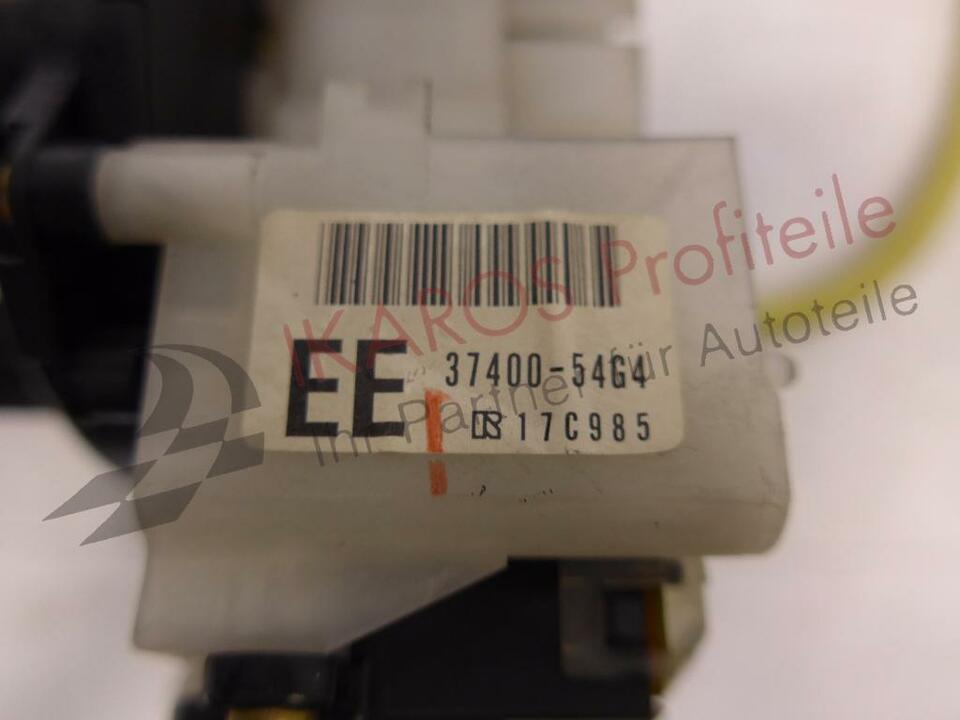 EE 37400-54G4
17C985
IKAROS Profiteile
Ihr Partner für Autoteile